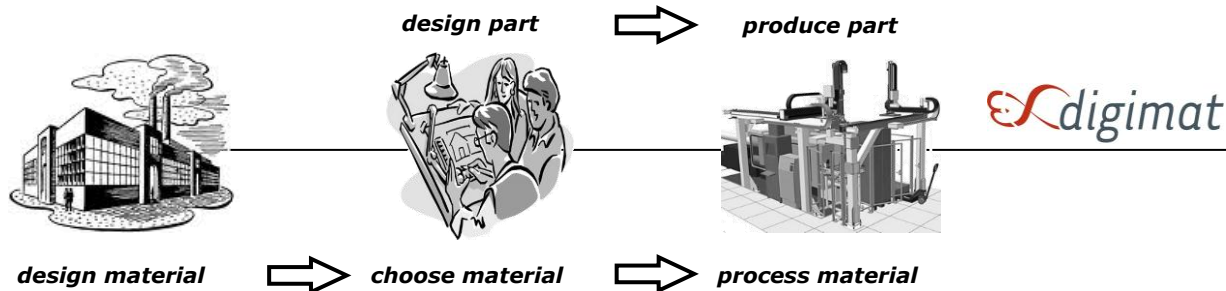 design part
produce part
digimat
design material
choose material
process material